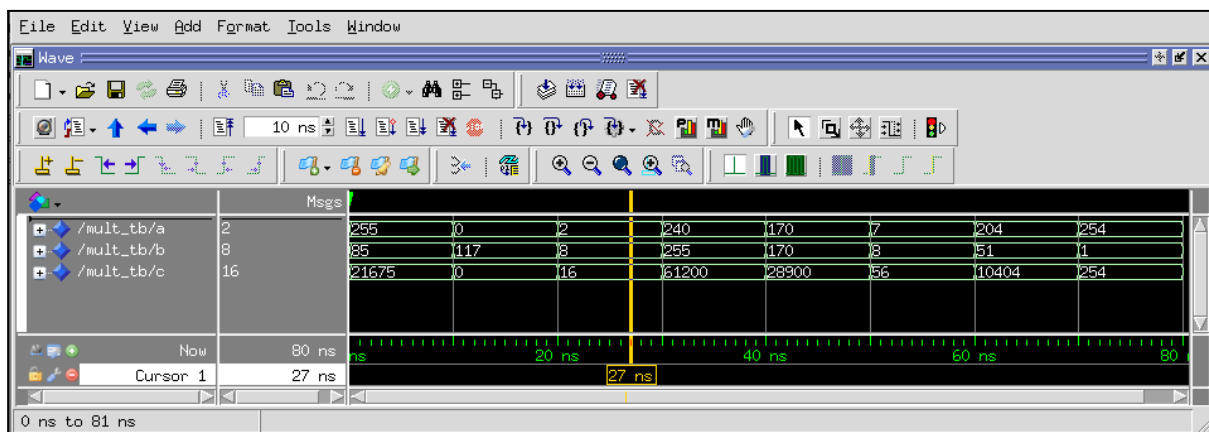 File Edit View Add Format Tools Window
Wave
10 ns
Msgs
/mult_tb/a 2 255 0 2 240 170 7 204 254
/mult_tb/b 8 85 117 8 255 170 8 51 1
/mult_tb/c 16 21675 0 16 61200 28900 56 10404 254
Now 80 ns ns 20 ns 40 ns 60 ns 80
Cursor 1 27 ns 27 ns
0 ns to 81 ns